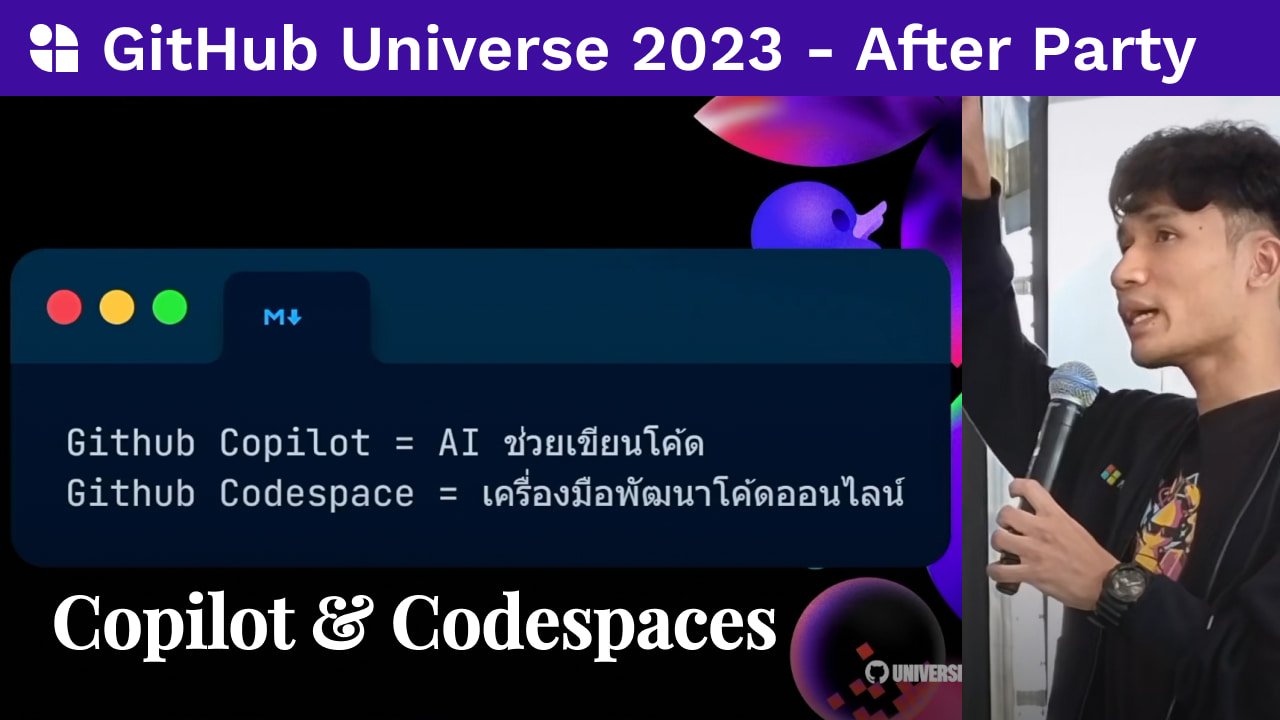 GitHub Universe 2023 - After Party
M
Github Copilot = AI ช่วยเขียนโค้ด
Github Codespace = เครื่องมือพัฒนาโค้ดออนไลน์
Copilot & Codespaces
UNIVERSE